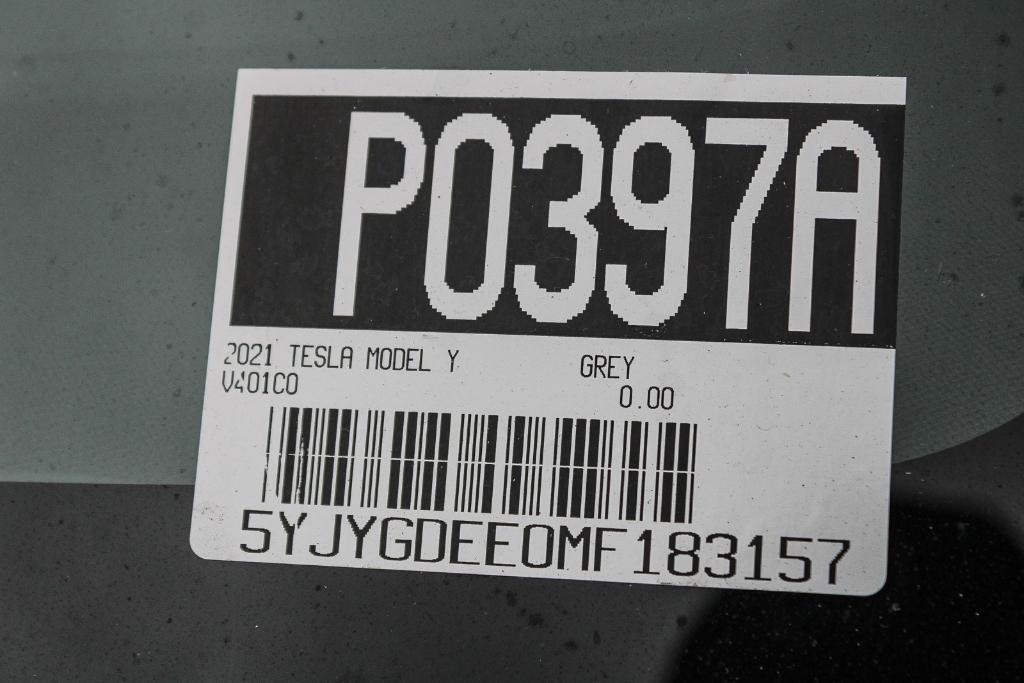 P0397A
2021 TESLA MODEL Y GREY
V401C0 0.00
5YJYGDEE0MF183157